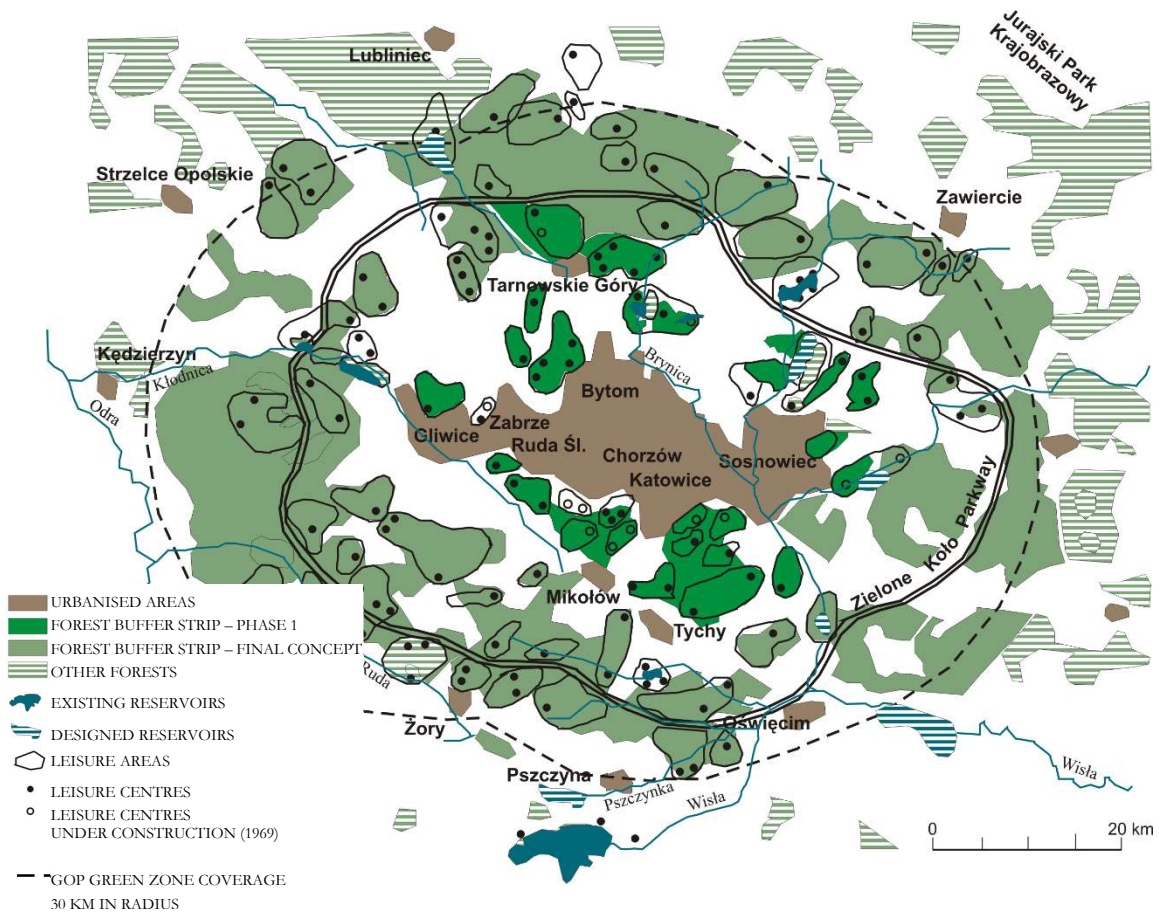 Jurajski Park
Krajobrazowy
Lubliniec
Strzelce Opolskie
Zawiercie
Tarnowskie Góry
Kędzierzyn
Kłodnica
Odra
Brynica
Bytom
Zabrze
Gliwice
Ruda Śl.
Chorzów
Sosnowiec
Katowice
Zielone Koło Parkway
Mikołów
Tychy
Ruda
Żory
Oświęcim
Pszczyna
Pszczynka
Wisła
Wisła
0 20 km
URBANISED AREAS
FOREST BUFFER STRIP – PHASE 1
FOREST BUFFER STRIP – FINAL CONCEPT
OTHER FORESTS
EXISTING RESERVOIRS
DESIGNED RESERVOIRS
LEISURE AREAS
LEISURE CENTRES
LEISURE CENTRES
UNDER CONSTRUCTION (1969)
GOP GREEN ZONE COVERAGE
30 KM IN RADIUS